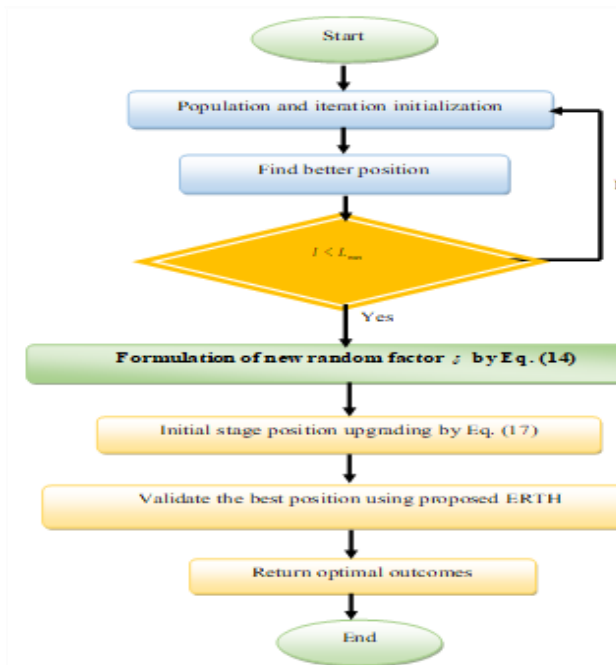 Start
Population and iteration initialization
Find better position
I < L
Yes
Formulation of new random factor by Eq. (14)
Initial stage position upgrading by Eq. (17)
Validate the best position using proposed ERTH
Return optimal outcomes
End